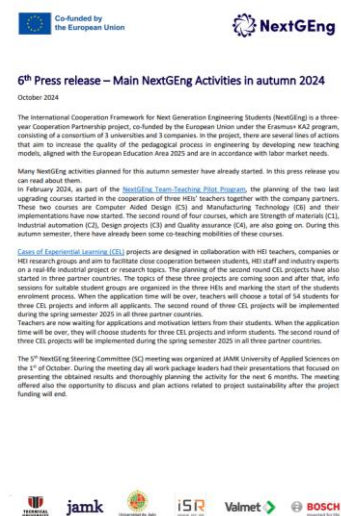 Co-funded by
the European Union
NextGEng
6th Press release – Main NextGEng Activities in autumn 2024
October 2024
The International Cooperation Framework for Next Generation Engineering Students (NextGEng) is a three-
year Cooperation Partnership project, co-funded by the European Union under the Erasmus+ KA2 program,
consisting of a consortium of 3 universities and 3 companies. In the project, there are several lines of actions
that aim to increase the quality of the pedagogical process in engineering by developing new teaching
models, aligned with the European Education Area 2025 and are in accordance with labor market needs.
Many NextGEng activities planned for this autumn semester have already started. In this press release you
can read about them.
In February 2024, as part of the NextGEng Team-Teaching Pilot Program, the planning of the two last
upgrading courses started in the cooperation of three HEIs' teachers together with the company partners.
These two courses are Computer Aided Design (C5) and Manufacturing Technology (C6) and their
implementations have now started. The second round of four courses, which are Strength of materials (C1),
Industrial automation (C2), Design projects (C3) and Quality assurance (C4), are also going on. During this
autumn semester, there have already been some co-teaching mobilities of these courses.
Cases of Experiential Learning (CEL) projects are designed in collaboration with HEI teachers, companies or
HEI research groups and aim to facilitate close cooperation between students, HEI staff and industry experts
on a real-life industrial project or research topics. The planning of the second round CEL projects have also
started in three partner countries. The topics of these three projects are coming soon and after that, info
sessions for suitable student groups are organized in the three HEIs and marking the start of the students
enrolment process. When the application time will be over, teachers will choose a total of 54 students for
three CEL projects and inform all applicants. The second round of three CEL projects will be implemented
during the spring semester 2025 in all three partner countries.
Teachers are now waiting for applications and motivation letters from their students. When the application
time will be over, they will choose students for three CEL projects and inform students. The second round of
three CEL projects will be implemented during the spring semester 2025 in all three partner countries.
The 5th NextGEng Steering Committee (SC) meeting was organized at JAMK University of Applied Sciences on
the 1st of October. During the meeting day all work package leaders had their presentations that focused on
presenting the obtained results and thoroughly planning the activity for the next 6 months. The meeting
offered also the opportunity to discuss and plan actions related to project sustainability after the project
funding will end.
TECHNICAL
jamk
iSR
Valmet
BOSCH